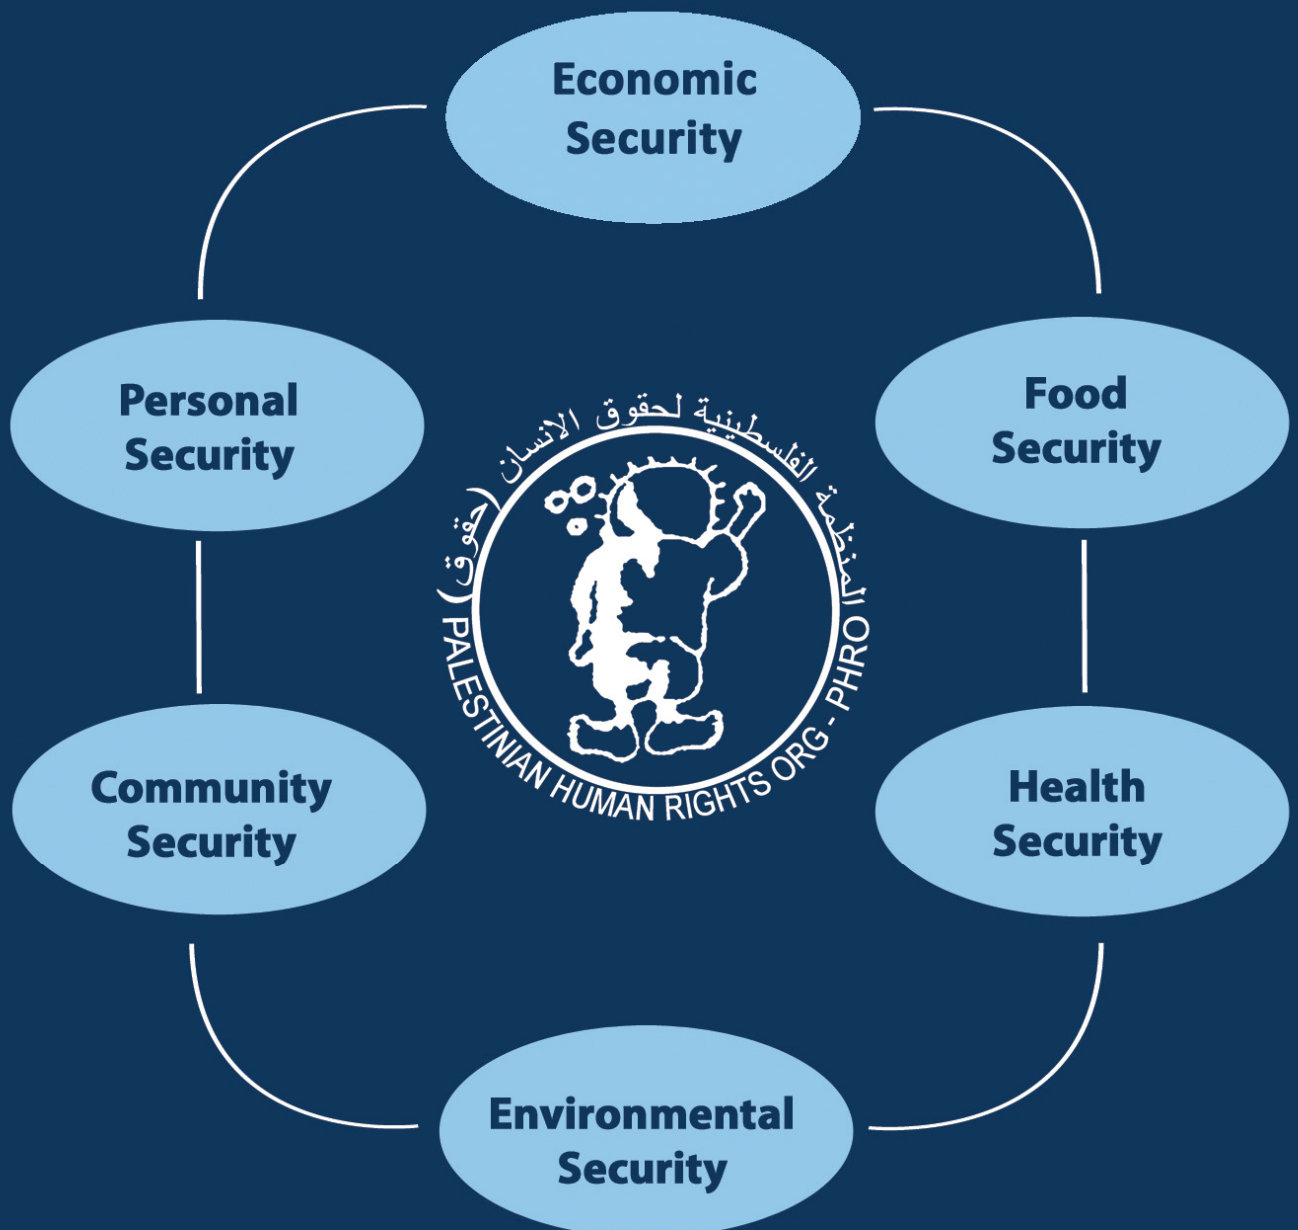 Economic
Security
Personal
Security
Food
Security
المنظمة الفلسطينية لحقوق الانسان (حقوق)
PALESTINIAN HUMAN RIGHTS ORG - PHRO
Community
Security
Health
Security
Environmental
Security